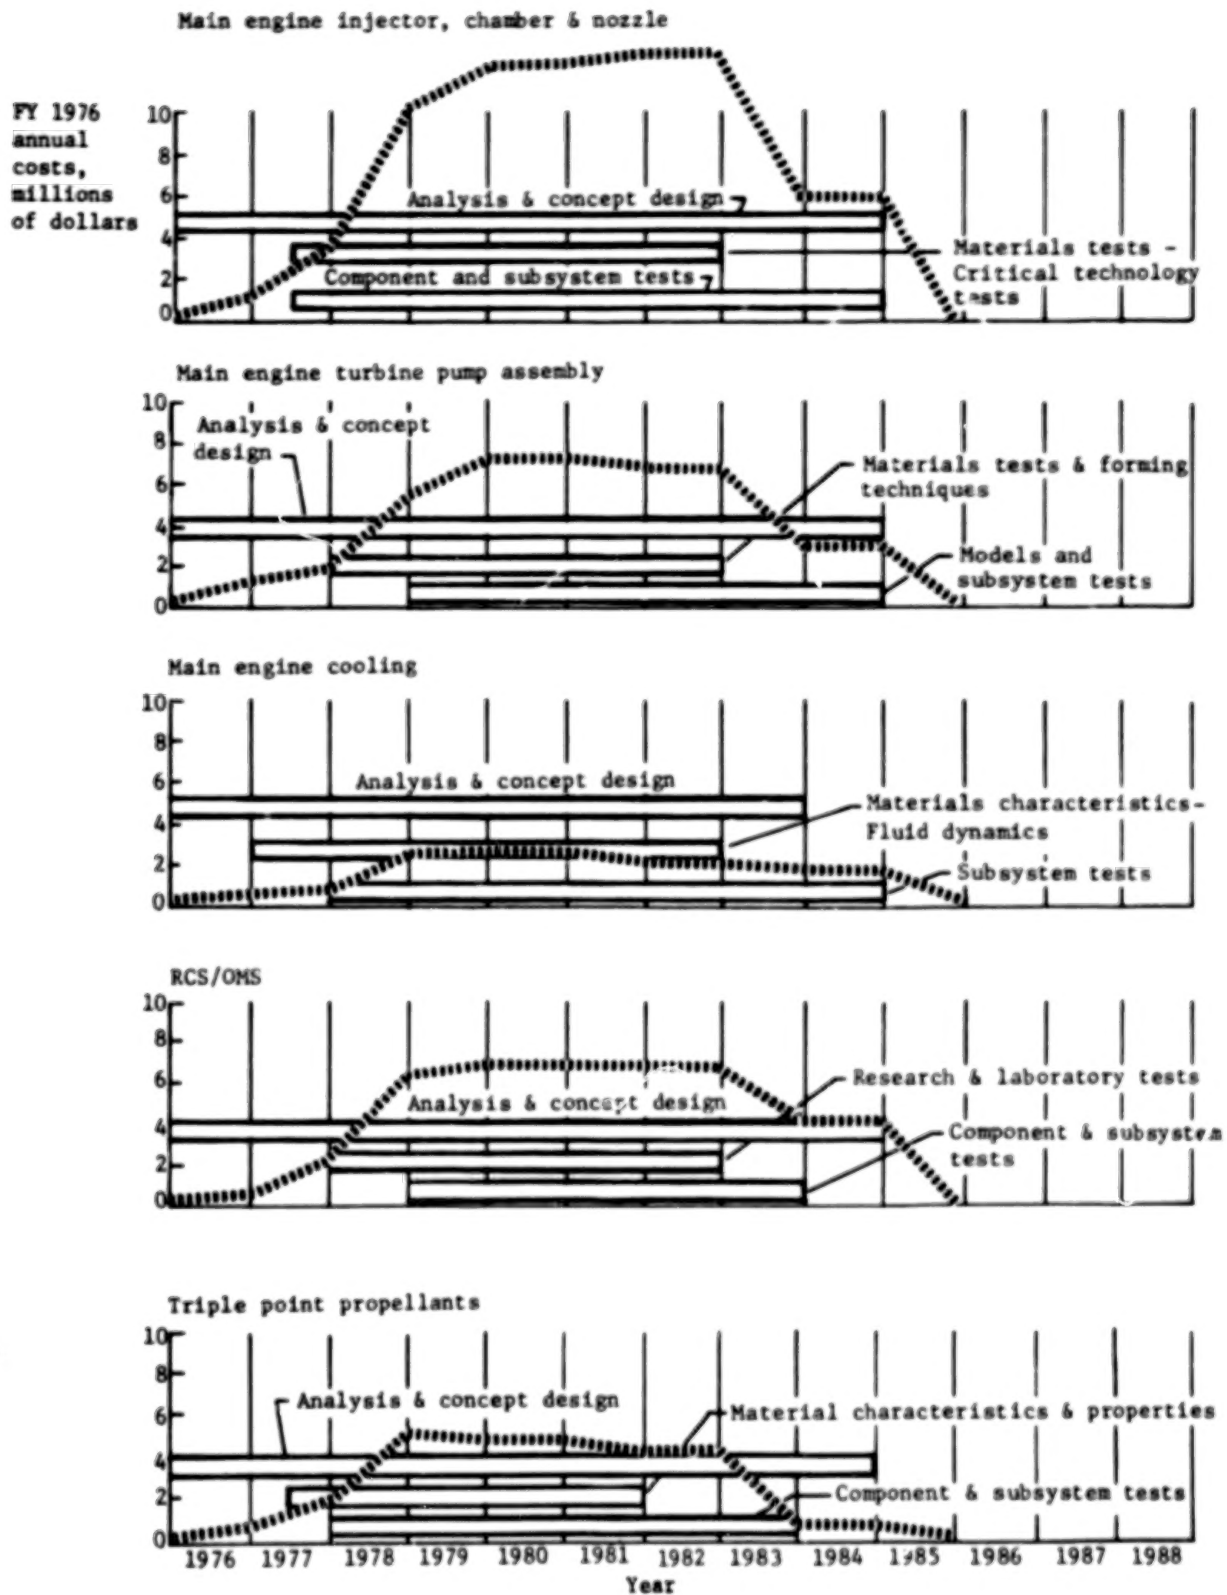 Main engine injector, chamber & nozzle
FY 1976
annual
costs,
millions
of dollars
10
8
6
4
2
0
Analysis & concept design
Materials tests -
Critical technology
tests
Component and subsystem tests
Main engine turbine pump assembly
10
8
6
4
2
0
Analysis & concept
design
Materials tests & forming
techniques
Models and
subsystem tests
Main engine cooling
10
8
6
4
2
0
Analysis & concept design
Materials characteristics-
Fluid dynamics
Subsystem tests
RCS/OMS
10
8
6
4
2
0
Research & laboratory tests
Analysis & concept design
Component & subsystem
tests
Triple point propellants
10
8
6
4
2
0
Analysis & concept design
Material characteristics & properties
Component & subsystem tests
1976 1977 1978 1979 1980 1981 1982 1983 1984 1985 1986 1987 1988
Year